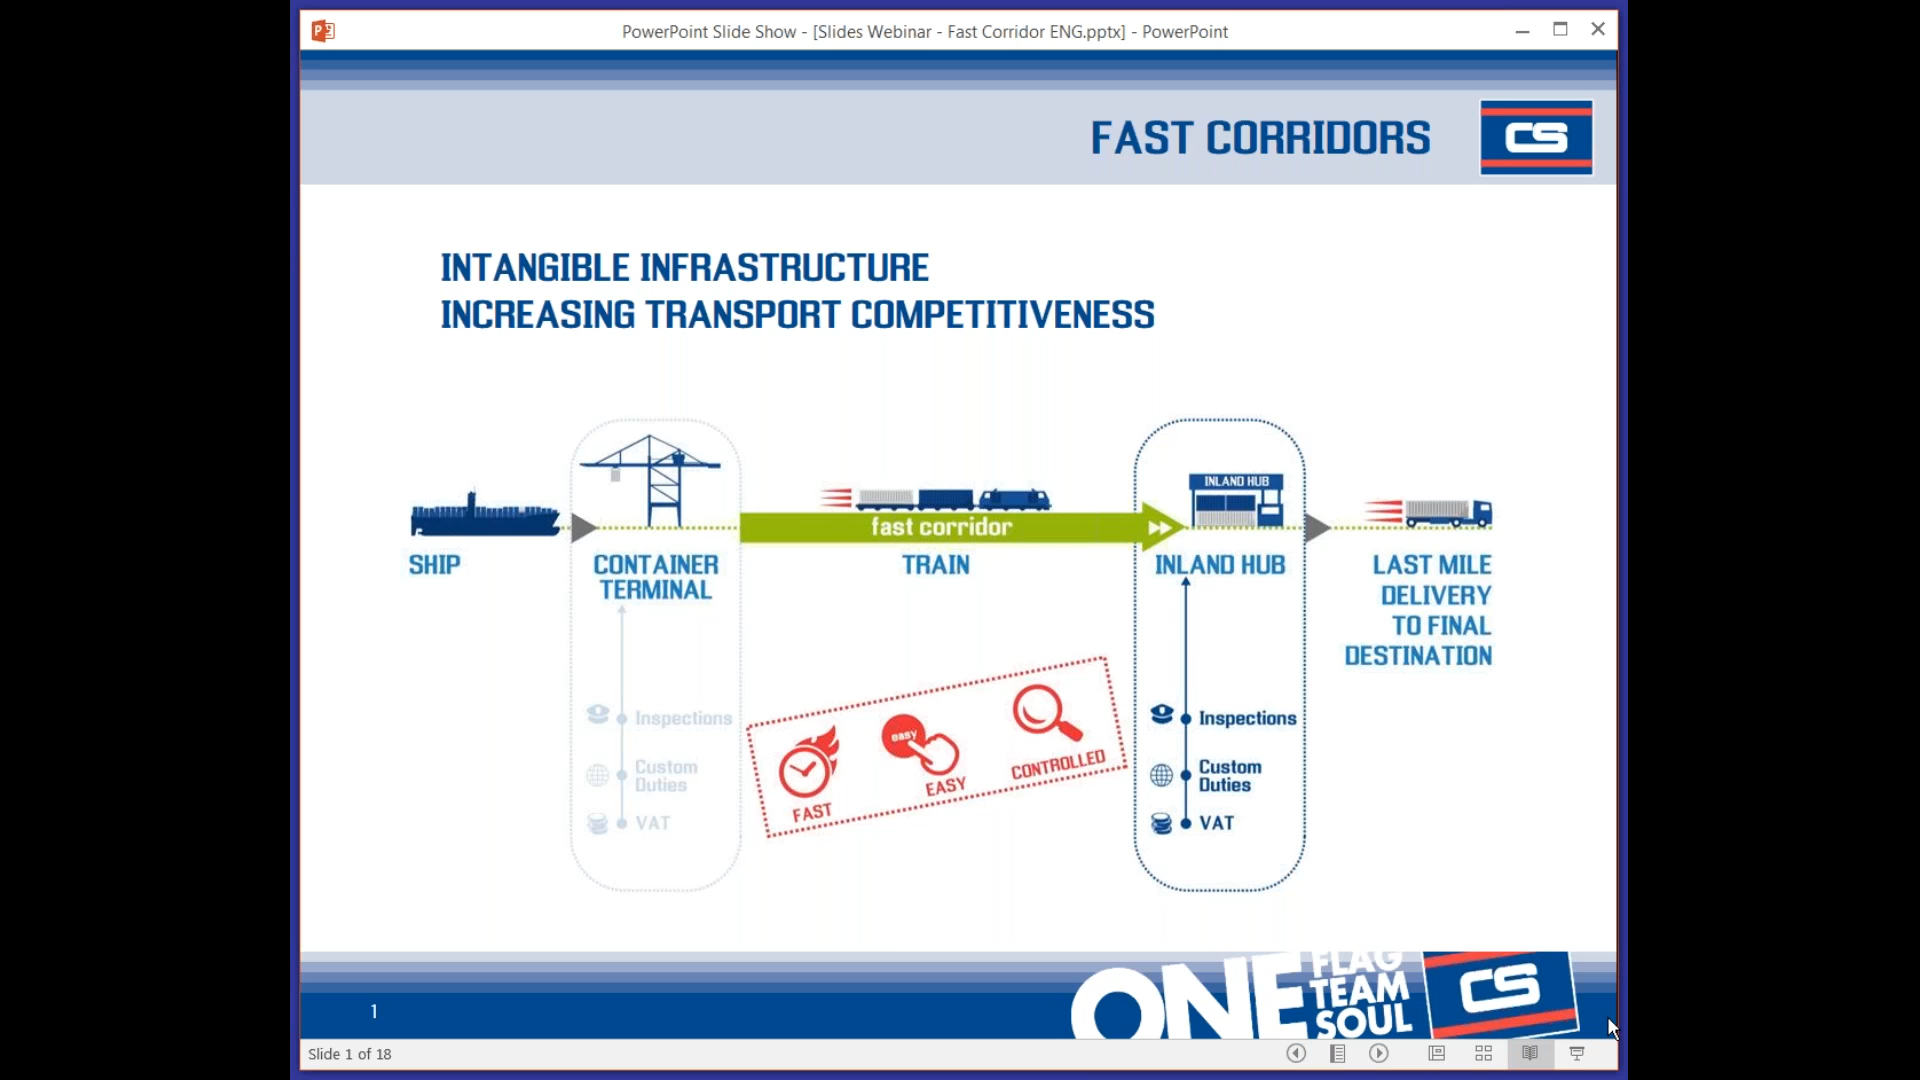 PowerPoint Slide Show - [Slides Webinar - Fast Corridor ENG.pptx] - PowerPoint
FAST CORRIDORS
CS
INTANGIBLE INFRASTRUCTURE
INCREASING TRANSPORT COMPETITIVENESS
INLAND HUB
fast corridor
SHIP
CONTAINER
TERMINAL
TRAIN
INLAND HUB
LAST MILE
DELIVERY
TO FINAL
DESTINATION
Inspections
Custom
Duties
VAT
easy
FAST
EASY
CONTROLLED
Inspections
Custom
Duties
VAT
ONE
FLAG
TEAM
SOUL
CS
1
Slide 1 of 18